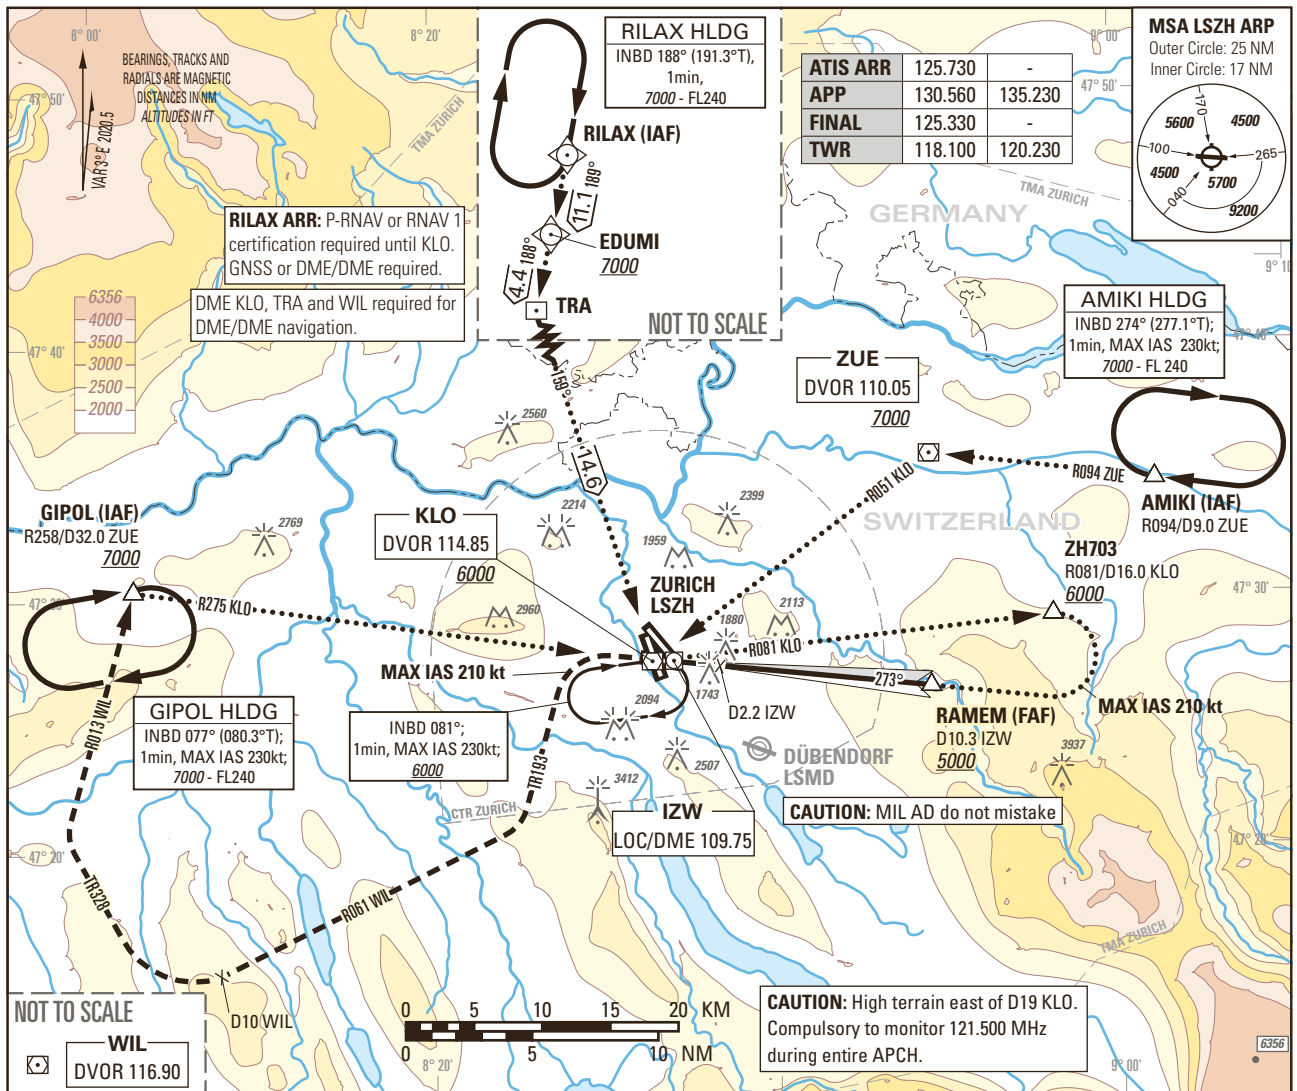 8° 00'
8° 20'
9° 00'
BEARINGS, TRACKS AND
RADIALS ARE MAGNETIC
DISTANCES IN NM
ALTITUDES IN FT
VAR 3° E 2020.5
47° 50'
TMA ZURICH
RILAX HLDG
INBD 188° (191.3°T),
1min,
7000 - FL240
RILAX (IAF)
11.1 189°
EDUMI
7000
4.4 188°
TRA
NOT TO SCALE
ATIS ARR 125.730 -
APP 130.560 135.230
FINAL 125.330 -
TWR 118.100 120.230
47° 50'
TMA ZURICH
MSA LSZH ARP
Outer Circle: 25 NM
Inner Circle: 17 NM
170
5600
4500
100
265
4500
5700
040
9200
GERMANY
9° 10'
RILAX ARR: P-RNAV or RNAV 1
certification required until KLO.
GNSS or DME/DME required.
DME KLO, TRA and WIL required for
DME/DME navigation.
6356
4000
3500
3000
2500
2000
47° 40'
AMIKI HLDG
INBD 274° (277.1°T);
1min, MAX IAS 230kt;
7000 - FL 240
47° 40'
ZUE
DVOR 110.05
7000
159°
14.6
2560
R051 KLO
R094 ZUE
AMIKI (IAF)
R094/D9.0 ZUE
SWITZERLAND
GIPOL (IAF)
R258/D32.0 ZUE
7000
2769
2214
2399
1959
KLO
DVOR 114.85
6000
ZURICH
LSZH
ZH703
R081/D16.0 KLO
6000
47° 30'
47° 30'
R275 KLO
2960
1880
2113
R081 KLO
MAX IAS 210 kt
273°
1743
D2.2 IZW
RAMEM (FAF)
D10.3 IZW
5000
MAX IAS 210 kt
GIPOL HLDG
INBD 077° (080.3°T);
1min, MAX IAS 230kt;
7000 - FL240
R013 WIL
INBD 081°;
1min, MAX IAS 230kt;
6000
TR193
2094
2507
3412
DÜBENDORF
LSMD
3937
CTR ZURICH
IZW
LOC/DME 109.75
CAUTION: MIL AD do not mistake
47° 20'
47° 20'
TR328
R061 WIL
TMA ZURICH
D10 WIL
NOT TO SCALE
WIL
DVOR 116.90
0 5 10 15 20 KM
0 5 10 NM
8° 20'
CAUTION: High terrain east of D19 KLO.
Compulsory to monitor 121.500 MHz
during entire APCH.
9° 00'
6356